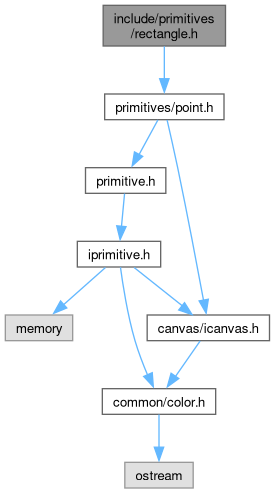 include/primitives
/rectangle.h
primitives/point.h
primitive.h
iprimitive.h
memory
canvas/icanvas.h
common/color.h
ostream